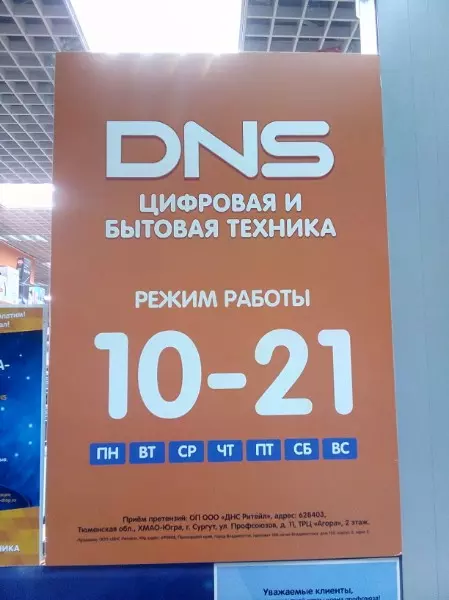 DNS
ЦИФРОВАЯ И
БЫТОВАЯ ТЕХНИКА
РЕЖИМ РАБОТЫ
10-21
ПН ВТ СР ЧТ ПТ СБ ВС
Приём претензий: ОП ООО «ДНС Ритейл», адрес: 628403,
Тюменская обл., ХМАО-Югра, г. Сургут, ул Профсоюзов, д. 11, ТРЦ «Агора», 2 этаж.
Уважаемые клиенты,